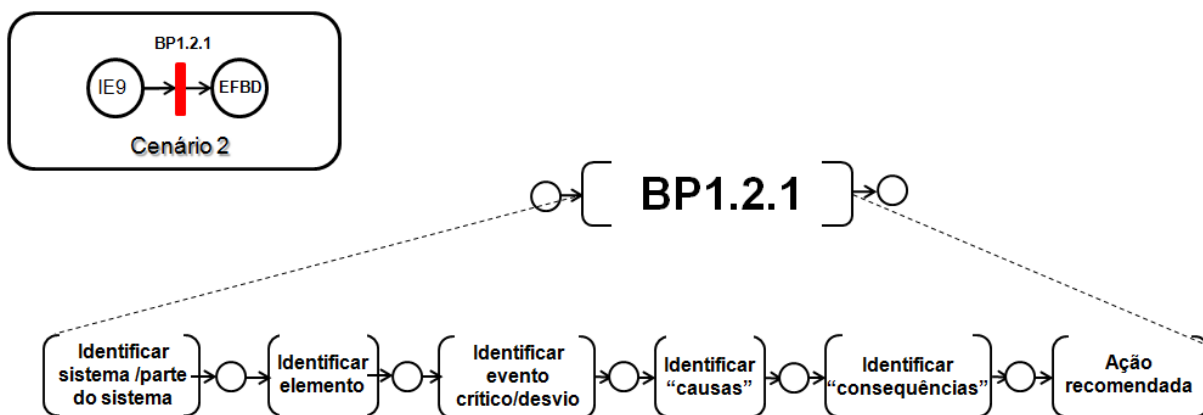 BP1.2.1
IE9
EFBD
Cenário 2
BP1.2.1
Identificar
sistema /parte
do sistema
Identificar
elemento
Identificar
evento
crítico/desvio
Identificar
“causas”
Identificar
“consequências”
Ação
recomendada